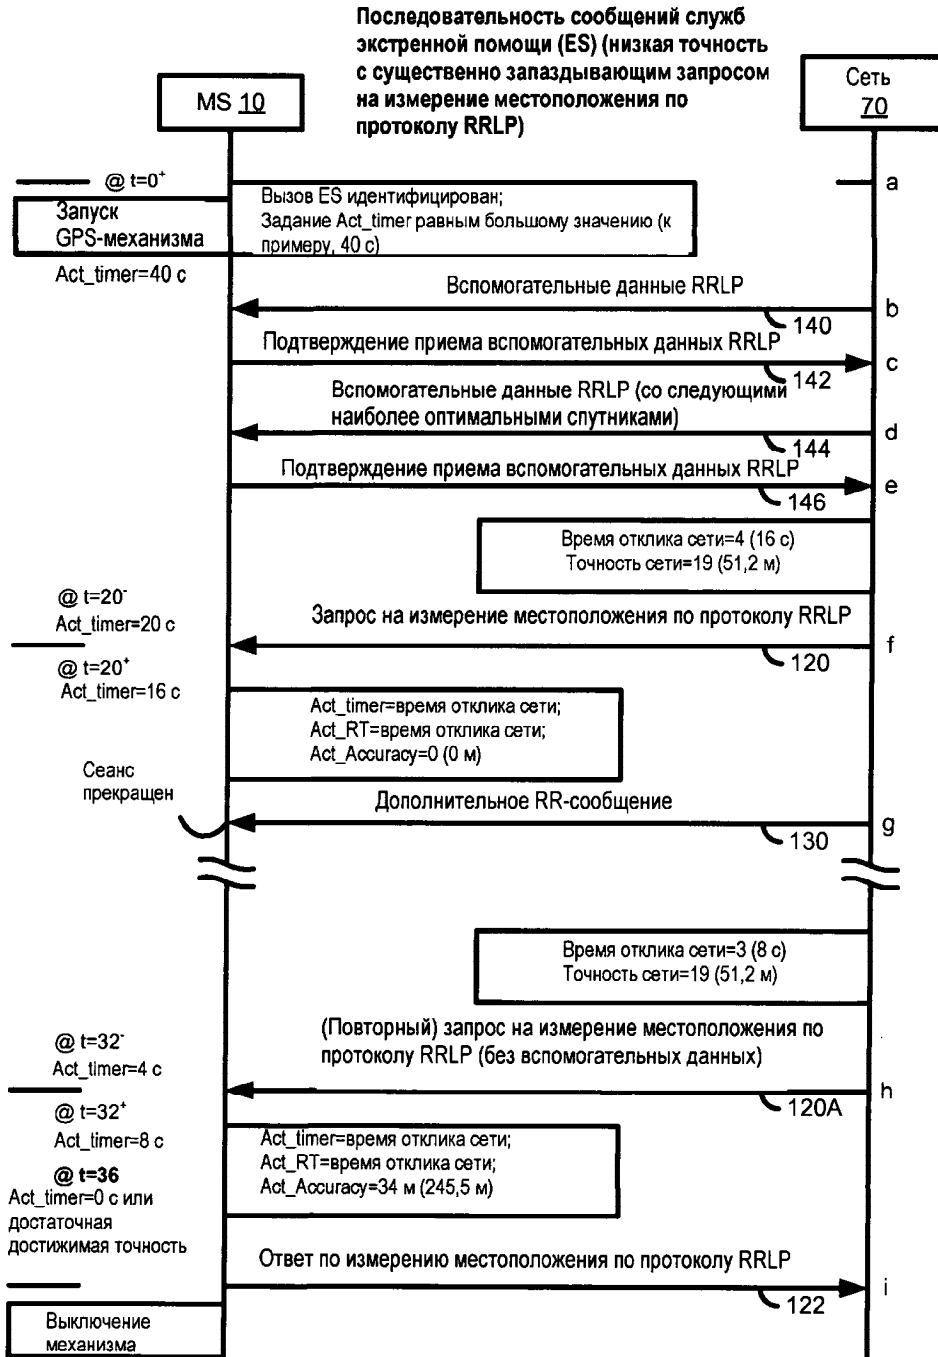 Последовательность сообщений служб
экстренной помощи (ES) (низкая точность
с существенно запаздывающим запросом
на измерение местоположения по
протоколу RRLP)
MS 10
Сеть
70
@ t=0⁺
a
Запуск
GPS-механизма
Вызов ES идентифицирован;
Задание Act_timer равным большому значению (к
примеру, 40 с)
Act_timer=40 с
Вспомогательные данные RRLP
b
140
Подтверждение приема вспомогательных данных RRLP
c
142
Вспомогательные данные RRLP (со следующими
наиболее оптимальными спутниками)
d
144
Подтверждение приема вспомогательных данных RRLP
e
146
Время отклика сети=4 (16 с)
Точность сети=19 (51,2 м)
@ t=20⁻
Act_timer=20 с
Запрос на измерение местоположения по протоколу RRLP
f
120
@ t=20⁺
Act_timer=16 с
Act_timer=время отклика сети;
Act_RT=время отклика сети;
Act_Accuracy=0 (0 м)
Сеанс
прекращен
Дополнительное RR-сообщение
g
130
Время отклика сети=3 (8 с)
Точность сети=19 (51,2 м)
(Повторный) запрос на измерение местоположения по
протоколу RRLP (без вспомогательных данных)
@ t=32⁻
Act_timer=4 с
h
120A
@ t=32⁺
Act_timer=8 с
Act_timer=время отклика сети;
Act_RT=время отклика сети;
Act_Accuracy=34 м (245,5 м)
@ t=36
Act_timer=0 с или
достаточная
достижимая точность
Ответ по измерению местоположения по протоколу RRLP
i
122
Выключение
механизма